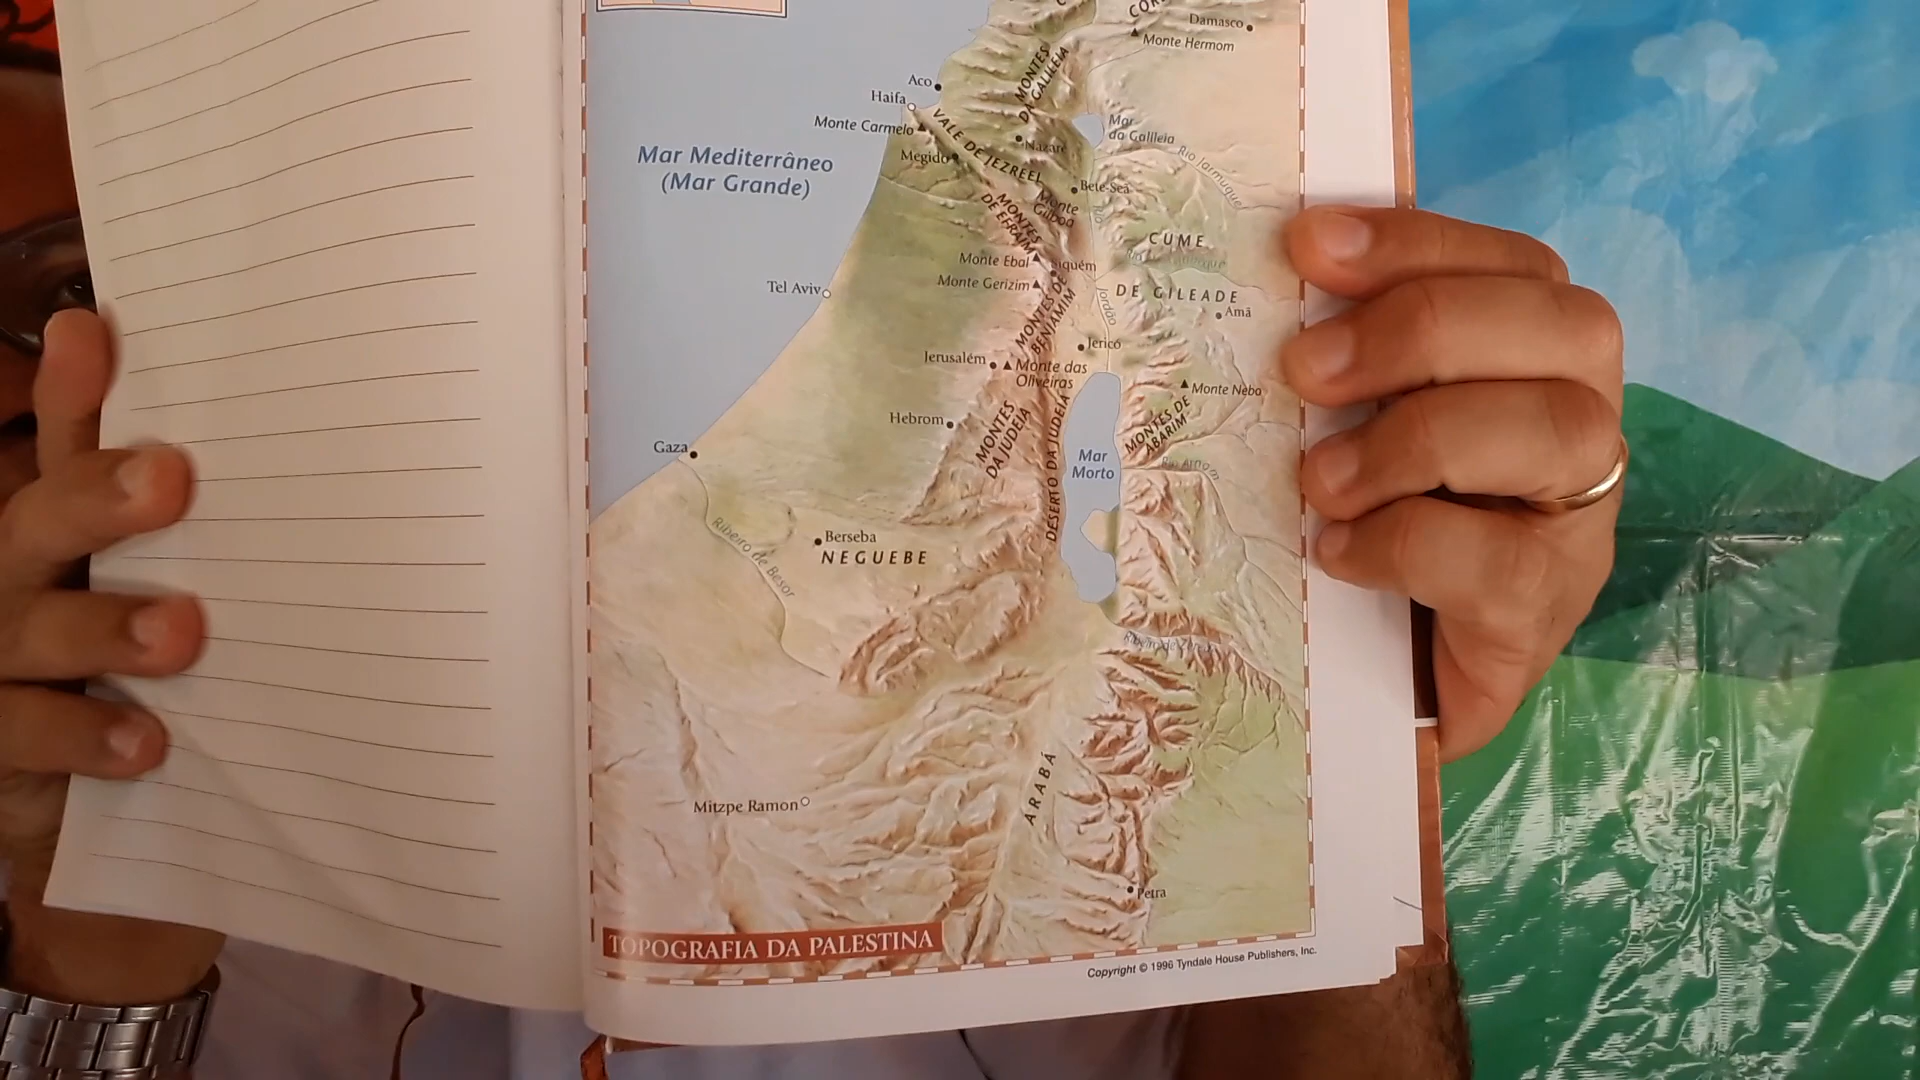 Damasco
Monte Hermom
MONTES
DA GALILEIA
Aco
Haifa
Monte Carmelo
VALE DE JEZREEL
Mar
da Galileia
Rio Jarmuque
Nazaré
Megido
Mar Mediterrâneo
(Mar Grande)
Bete-Seã
Monte
Gilboa
MONTES
DE EFRAIM
CUME
DE GILEADE
Monte Ebal
Siquém
Monte Gerizim
Rio
Jordão
Tel Aviv
Amã
MONTES DE
BENJAMIM
Jericó
Jerusalém
Monte das
Oliveiras
Monte Nebo
MONTES DE
ABARIM
Hebrom
MONTES
DA JUDEIA
DESERTO DA JUDEIA
Gaza
Mar
Morto
Rio Arnom
Ribeiro de Besor
Berseba
NEGUEBE
Ribeiro de
ARABÁ
Mitzpe Ramon
Petra
TOPOGRAFIA DA PALESTINA
Copyright © 1996 Tyndale House Publishers, Inc.